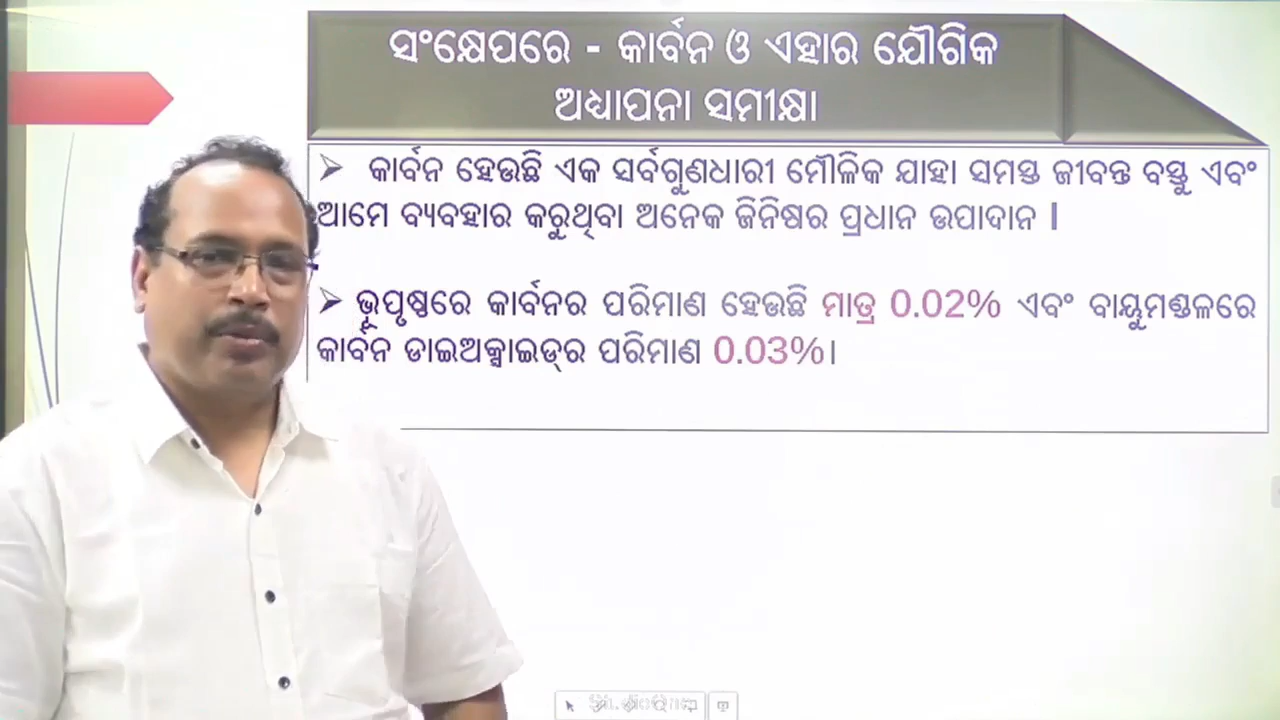 ସଂକ୍ଷେପରେ - କାର୍ବନ ଓ ଏହାର ଯୌଗିକ
ଅଧ୍ୟାପନା ସମୀକ୍ଷା
➢ କାର୍ବନ ହେଉଛି ଏକ ସର୍ବଗୁଣଧାରୀ ମୌଳିକ ଯାହା ସମସ୍ତ ଜୀବନ୍ତ ବସ୍ତୁ ଏବଂ
ଆମେ ବ୍ୟବହାର କରୁଥିବା ଅନେକ ଜିନିଷର ପ୍ରଧାନ ଉପାଦାନ |
➢ ଭୂପୃଷ୍ଠରେ କାର୍ବନର ପରିମାଣ ହେଉଛି ମାତ୍ର 0.02% ଏବଂ ବାୟୁମଣ୍ଡଳରେ
କାର୍ବନ ଡାଇଅକ୍ସାଇଡ୍‌ର ପରିମାଣ 0.03%।